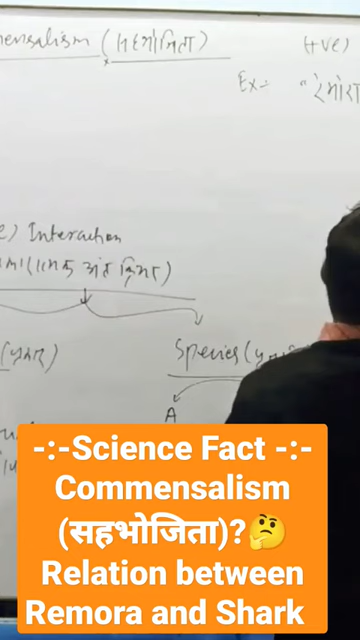 mensalism (सहभोजिता) (+ve)
Ex:- "रेमोरा
e) Interaction
Species (
A
-:-Science Fact -:-
Commensalism
(सहभोजिता)?🤔
Relation between
Remora and Shark